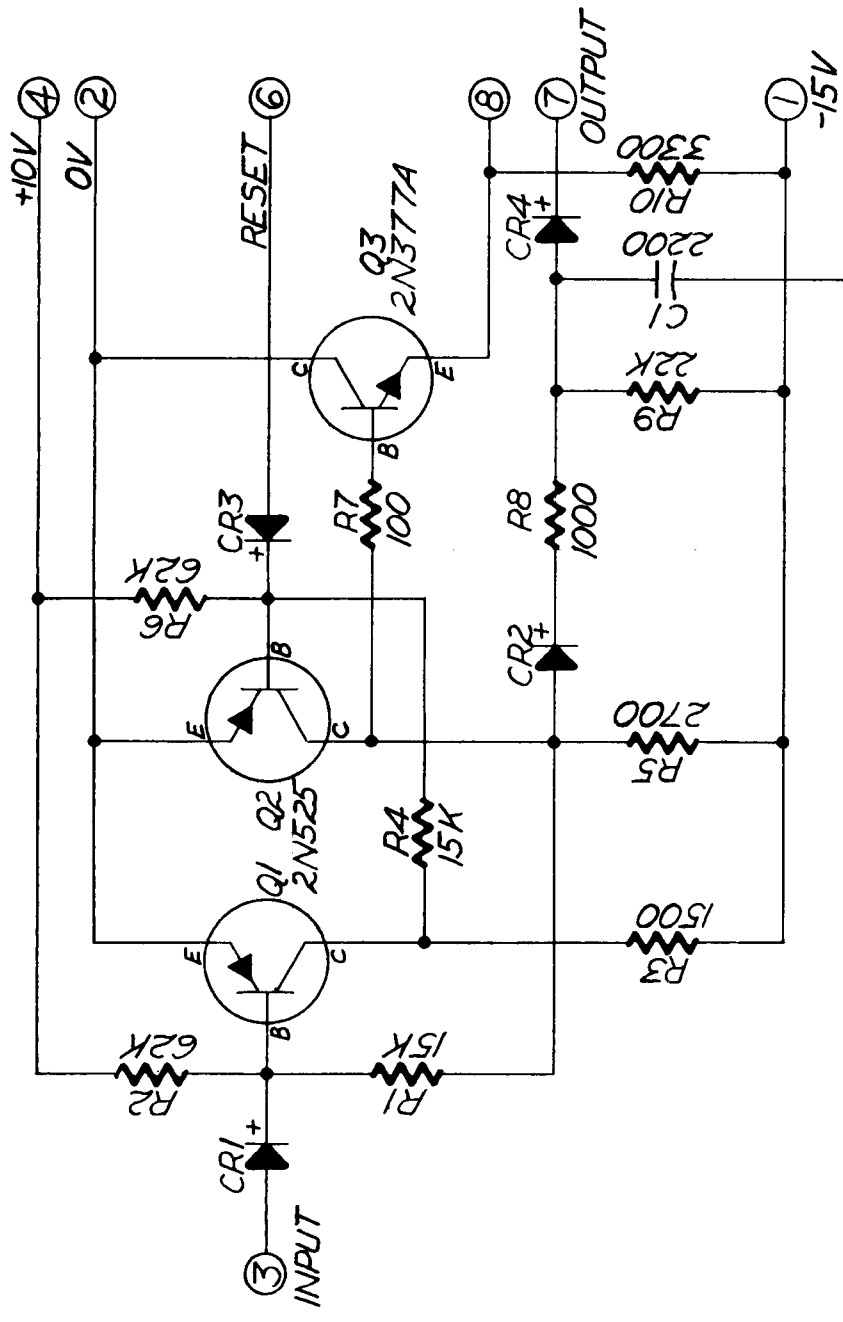 +10V
4
0V
2
RESET
6
R2
62K
R6
62K
CR3
+
E
Q1
B
C
E
Q2
2N525
B
C
Q3
2N377A
C
B
E
R7
100
8
3
INPUT
CR1
+
R1
15K
R4
15K
CR2
+
R8
1000
CR4
+
7
OUTPUT
R3
1500
R5
2700
R9
22K
C1
2200
R10
3300
1
-15V